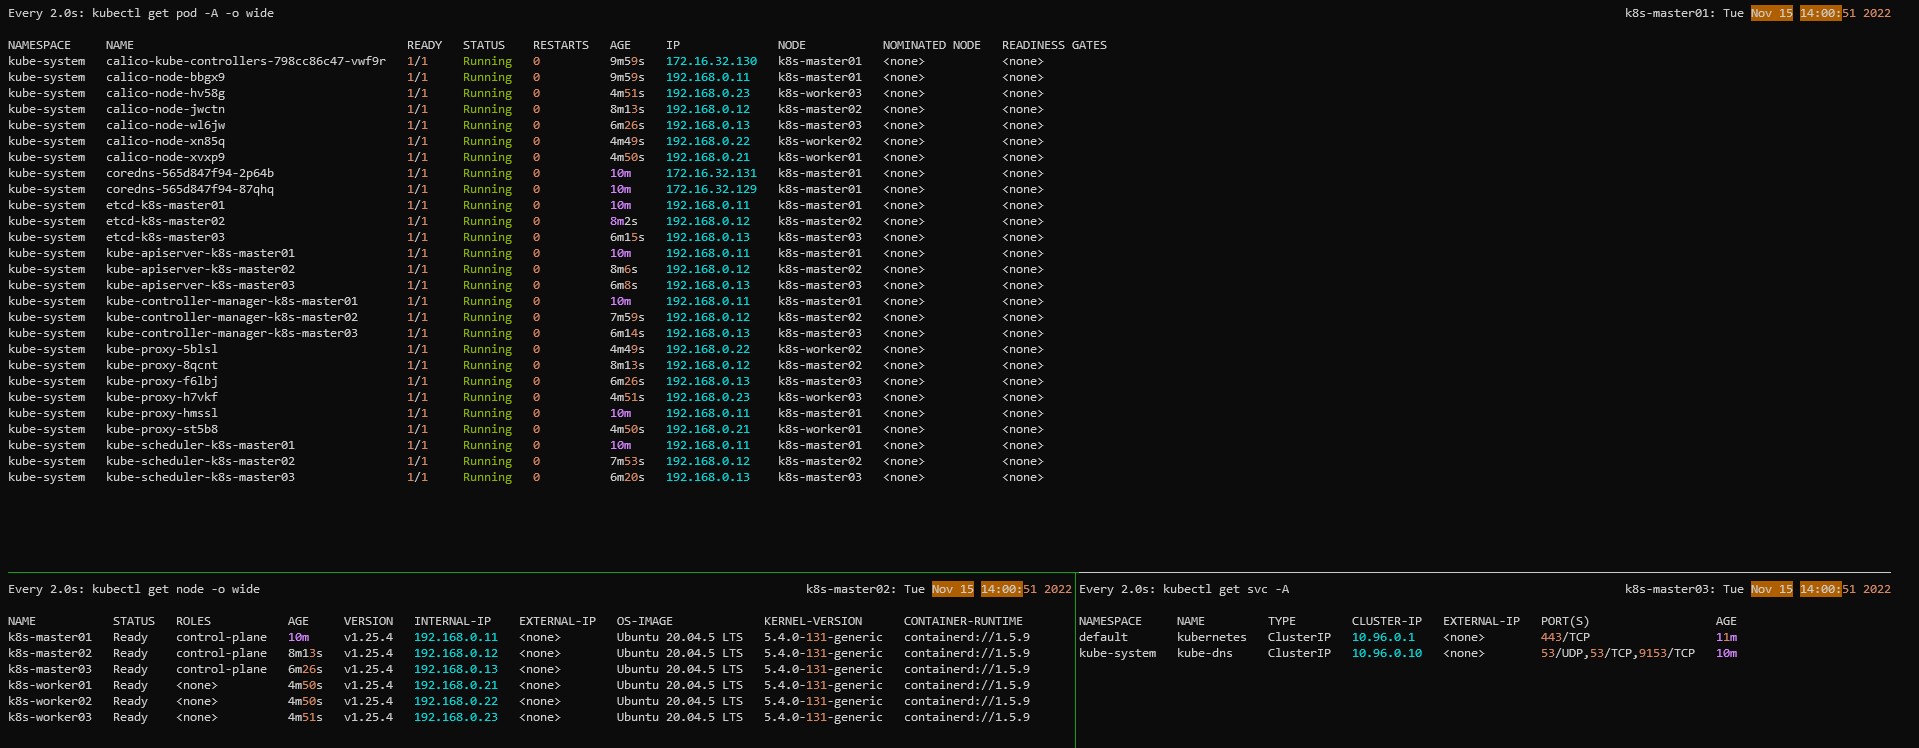 Every 2.0s: kubectl get pod -A -o wide k8s-master01: Tue Nov 15 14:00:51 2022
NAMESPACE NAME READY STATUS RESTARTS AGE IP NODE NOMINATED NODE READINESS GATES
kube-system calico-kube-controllers-798cc86c47-vwf9r 1/1 Running 0 9m59s 172.16.32.130 k8s-master01 <none> <none>
kube-system calico-node-bbgx9 1/1 Running 0 9m59s 192.168.0.11 k8s-master01 <none> <none>
kube-system calico-node-hv58g 1/1 Running 0 4m51s 192.168.0.23 k8s-worker03 <none> <none>
kube-system calico-node-jwctn 1/1 Running 0 8m13s 192.168.0.12 k8s-master02 <none> <none>
kube-system calico-node-wl6jw 1/1 Running 0 6m26s 192.168.0.13 k8s-master03 <none> <none>
kube-system calico-node-xn85q 1/1 Running 0 4m49s 192.168.0.22 k8s-worker02 <none> <none>
kube-system calico-node-xvxp9 1/1 Running 0 4m50s 192.168.0.21 k8s-worker01 <none> <none>
kube-system coredns-565d847f94-2p64b 1/1 Running 0 10m 172.16.32.131 k8s-master01 <none> <none>
kube-system coredns-565d847f94-87qhq 1/1 Running 0 10m 172.16.32.129 k8s-master01 <none> <none>
kube-system etcd-k8s-master01 1/1 Running 0 10m 192.168.0.11 k8s-master01 <none> <none>
kube-system etcd-k8s-master02 1/1 Running 0 8m2s 192.168.0.12 k8s-master02 <none> <none>
kube-system etcd-k8s-master03 1/1 Running 0 6m15s 192.168.0.13 k8s-master03 <none> <none>
kube-system kube-apiserver-k8s-master01 1/1 Running 0 10m 192.168.0.11 k8s-master01 <none> <none>
kube-system kube-apiserver-k8s-master02 1/1 Running 0 8m6s 192.168.0.12 k8s-master02 <none> <none>
kube-system kube-apiserver-k8s-master03 1/1 Running 0 6m8s 192.168.0.13 k8s-master03 <none> <none>
kube-system kube-controller-manager-k8s-master01 1/1 Running 0 10m 192.168.0.11 k8s-master01 <none> <none>
kube-system kube-controller-manager-k8s-master02 1/1 Running 0 7m59s 192.168.0.12 k8s-master02 <none> <none>
kube-system kube-controller-manager-k8s-master03 1/1 Running 0 6m14s 192.168.0.13 k8s-master03 <none> <none>
kube-system kube-proxy-5blsl 1/1 Running 0 4m49s 192.168.0.22 k8s-worker02 <none> <none>
kube-system kube-proxy-8qcnt 1/1 Running 0 8m13s 192.168.0.12 k8s-master02 <none> <none>
kube-system kube-proxy-f6lbj 1/1 Running 0 6m26s 192.168.0.13 k8s-master03 <none> <none>
kube-system kube-proxy-h7vkf 1/1 Running 0 4m51s 192.168.0.23 k8s-worker03 <none> <none>
kube-system kube-proxy-hmssl 1/1 Running 0 10m 192.168.0.11 k8s-master01 <none> <none>
kube-system kube-proxy-st5b8 1/1 Running 0 4m50s 192.168.0.21 k8s-worker01 <none> <none>
kube-system kube-scheduler-k8s-master01 1/1 Running 0 10m 192.168.0.11 k8s-master01 <none> <none>
kube-system kube-scheduler-k8s-master02 1/1 Running 0 7m53s 192.168.0.12 k8s-master02 <none> <none>
kube-system kube-scheduler-k8s-master03 1/1 Running 0 6m20s 192.168.0.13 k8s-master03 <none> <none>
Every 2.0s: kubectl get node -o wide k8s-master02: Tue Nov 15 14:00:51 2022
NAME STATUS ROLES AGE VERSION INTERNAL-IP EXTERNAL-IP OS-IMAGE KERNEL-VERSION CONTAINER-RUNTIME
k8s-master01 Ready control-plane 10m v1.25.4 192.168.0.11 <none> Ubuntu 20.04.5 LTS 5.4.0-131-generic containerd://1.5.9
k8s-master02 Ready control-plane 8m13s v1.25.4 192.168.0.12 <none> Ubuntu 20.04.5 LTS 5.4.0-131-generic containerd://1.5.9
k8s-master03 Ready control-plane 6m26s v1.25.4 192.168.0.13 <none> Ubuntu 20.04.5 LTS 5.4.0-131-generic containerd://1.5.9
k8s-worker01 Ready <none> 4m50s v1.25.4 192.168.0.21 <none> Ubuntu 20.04.5 LTS 5.4.0-131-generic containerd://1.5.9
k8s-worker02 Ready <none> 4m50s v1.25.4 192.168.0.22 <none> Ubuntu 20.04.5 LTS 5.4.0-131-generic containerd://1.5.9
k8s-worker03 Ready <none> 4m51s v1.25.4 192.168.0.23 <none> Ubuntu 20.04.5 LTS 5.4.0-131-generic containerd://1.5.9
Every 2.0s: kubectl get svc -A k8s-master03: Tue Nov 15 14:00:51 2022
NAMESPACE NAME TYPE CLUSTER-IP EXTERNAL-IP PORT(S) AGE
default kubernetes ClusterIP 10.96.0.1 <none> 443/TCP 11m
kube-system kube-dns ClusterIP 10.96.0.10 <none> 53/UDP,53/TCP,9153/TCP 10m